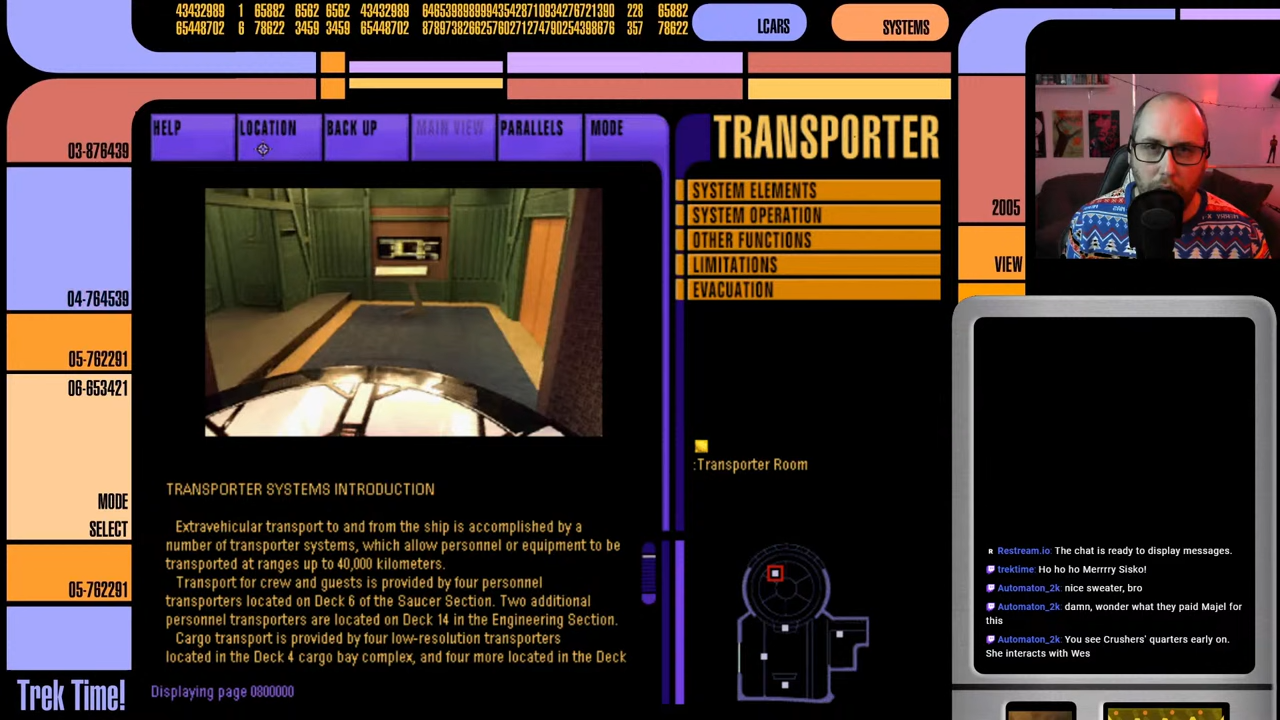 43432989 1 65882 6562 6562 43432989 64653989899435428710934276721390 228 65882
65448702 6 78622 3459 3459 65448702 87897382662560271274790254398676 357 78622
LCARS
SYSTEMS
03-876439
HELP
LOCATION
BACK UP
MAIN VIEW
PARALLELS
MODE
TRANSPORTER
SYSTEM ELEMENTS
SYSTEM OPERATION
OTHER FUNCTIONS
LIMITATIONS
EVACUATION
2005
VIEW
04-764539
05-762291
06-653421
MODE
SELECT
05-762291
:Transporter Room
TRANSPORTER SYSTEMS INTRODUCTION
Extravehicular transport to and from the ship is accomplished by a
number of transporter systems, which allow personnel or equipment to be
transported at ranges up to 40,000 kilometers.
Transport for crew and guests is provided by four personnel
transporters located on Deck 6 of the Saucer Section. Two additional
personnel transporters are located on Deck 14 in the Engineering Section.
Cargo transport is provided by four low-resolution transporters
located in the Deck 4 cargo bay complex, and four more located in the Deck
Displaying page 0800000
Trek Time!
Restream.io: The chat is ready to display messages.
trektime: Ho ho ho Merrrry Sisko!
Automaton_2k: nice sweater, bro
Automaton_2k: damn, wonder what they paid Majel for
this
Automaton_2k: You see Crushers' quarters early on.
She interacts with Wes